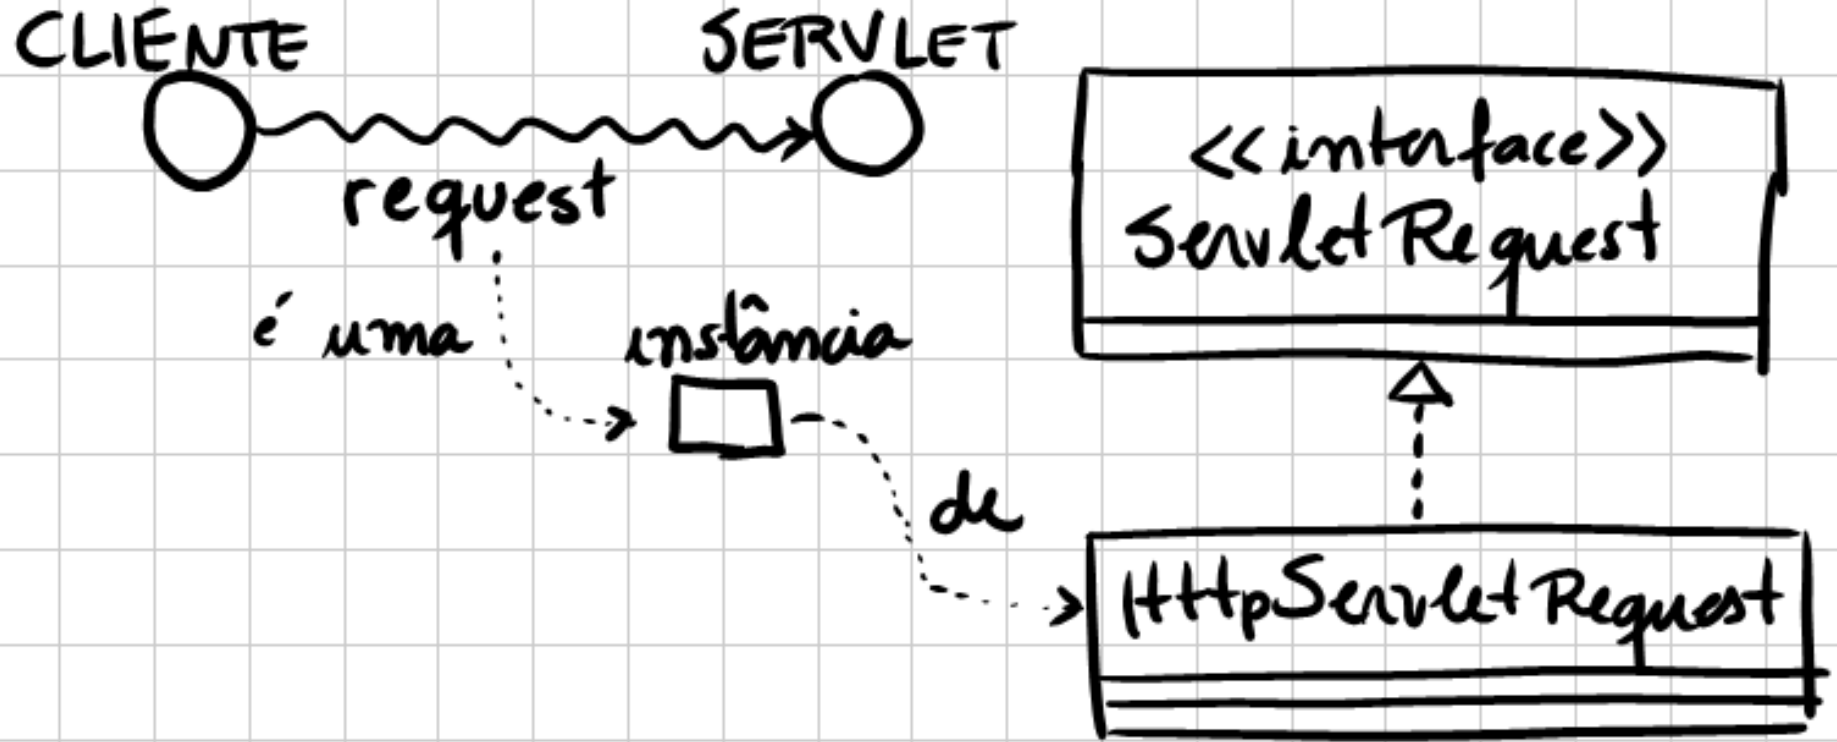 CLIENTE
SERVLET
request
é uma
instância
de
<<interface>>
ServletRequest
HttpServletRequest